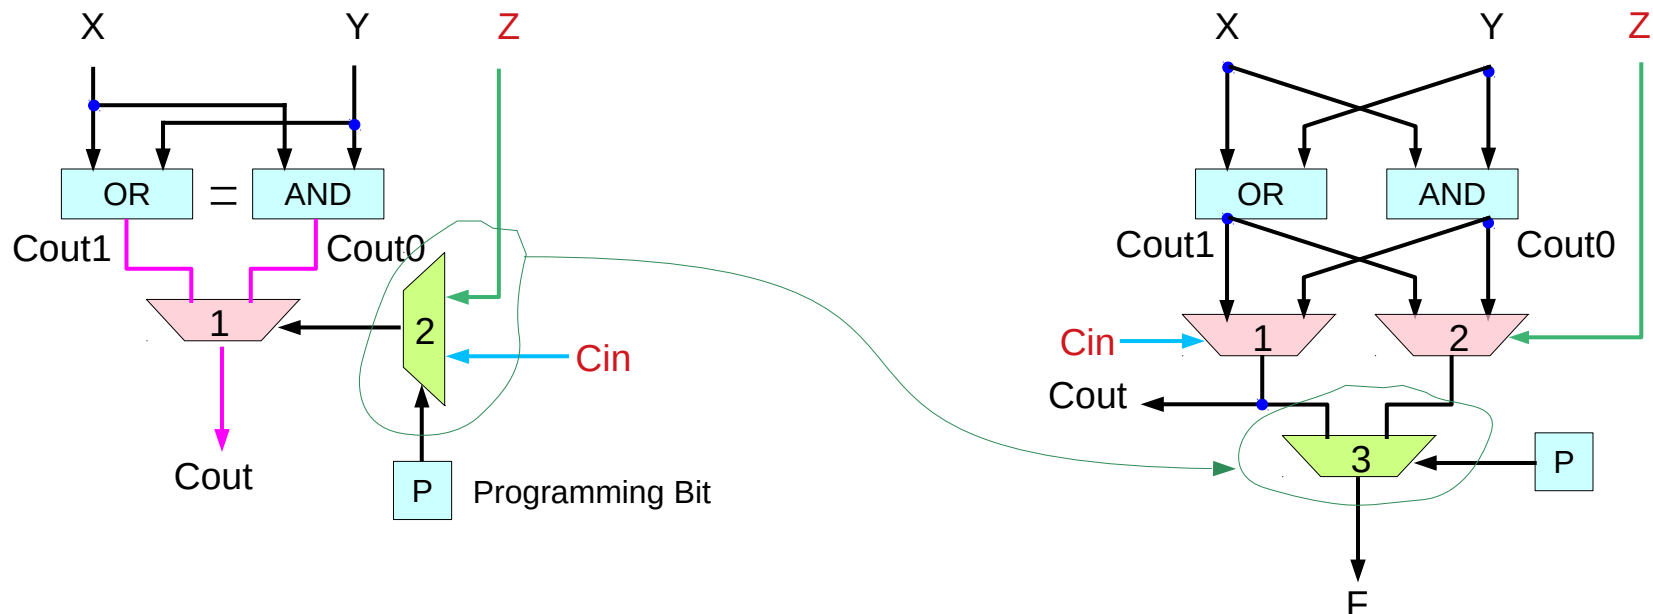 X Y Z
OR = AND
Cout1 Cout0
1
2
Cin
Cout
P Programming Bit
X Y Z
OR AND
Cout1 Cout0
Cin 1 2
Cout
3 P
F